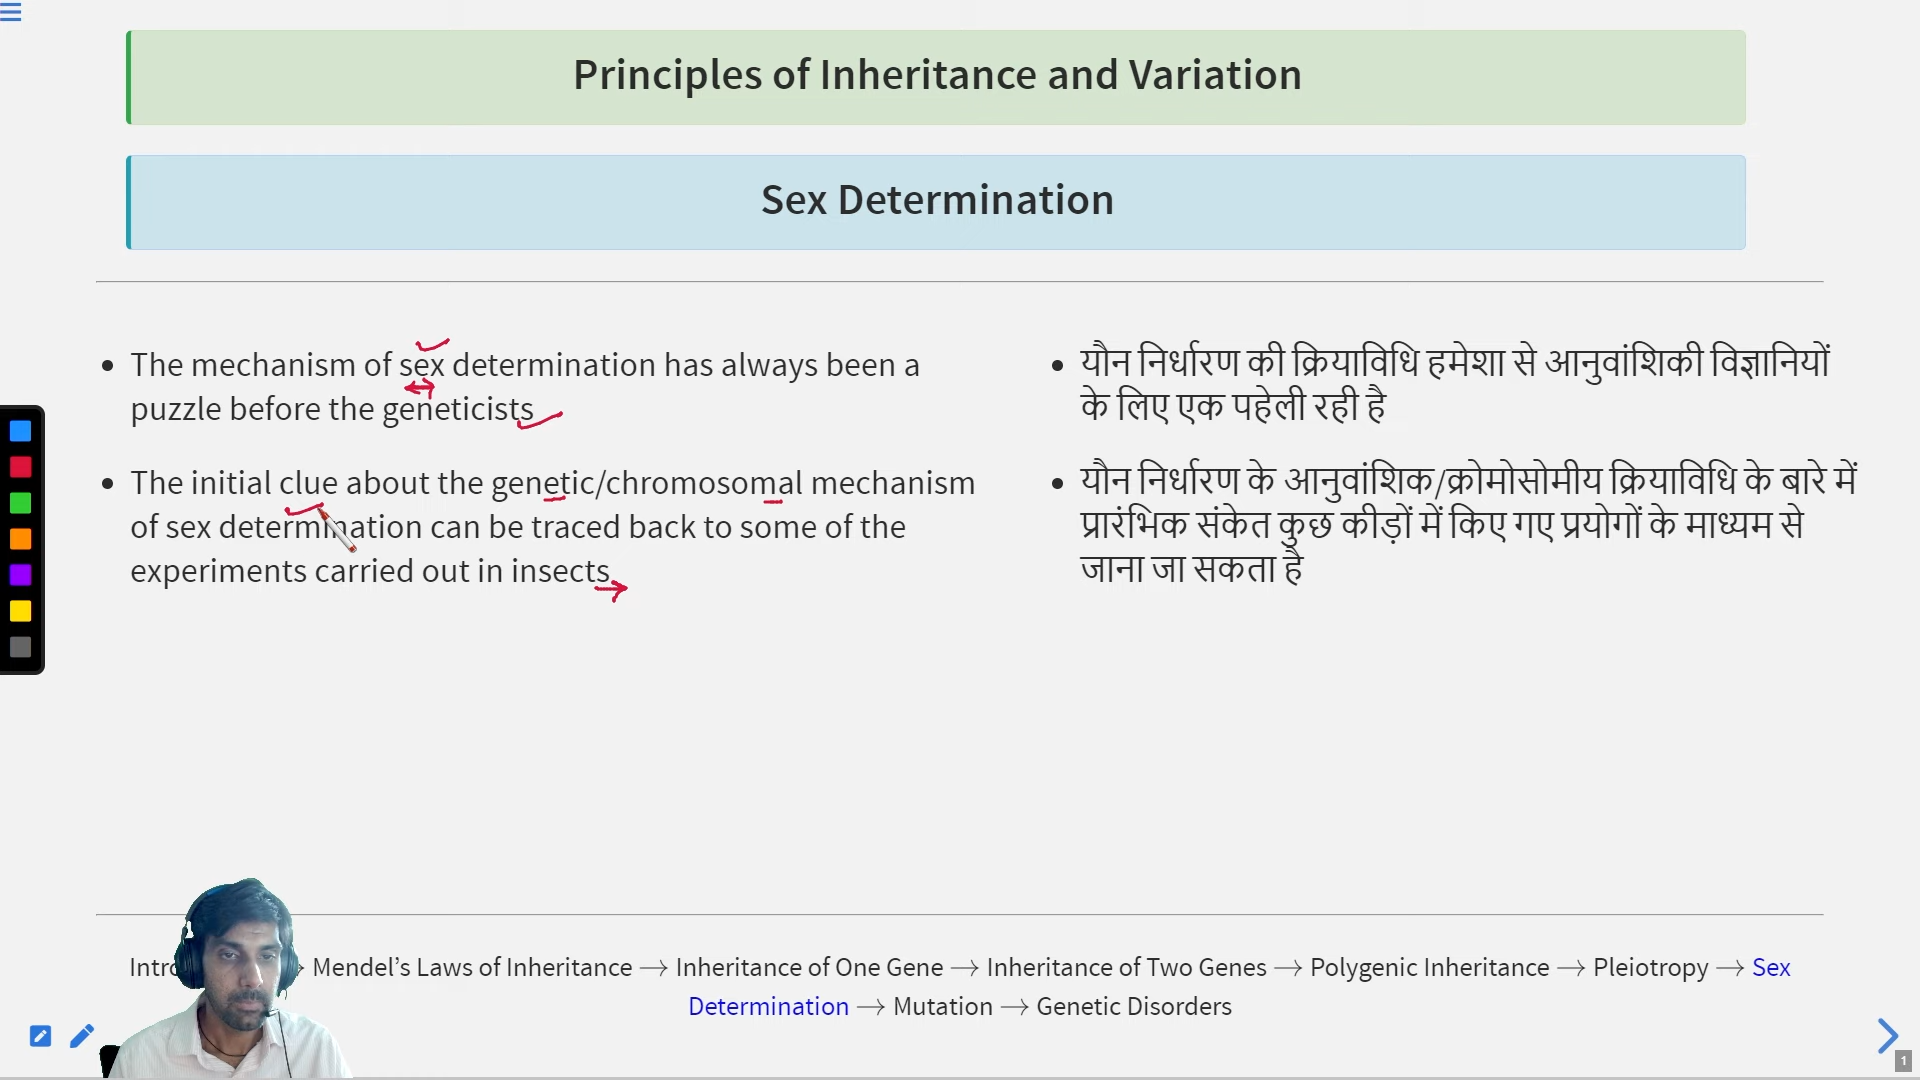 Principles of Inheritance and Variation
Sex Determination
The mechanism of sex determination has always been a
puzzle before the geneticists
The initial clue about the genetic/chromosomal mechanism
of sex determination can be traced back to some of the
experiments carried out in insects
यौन निर्धारण की क्रियाविधि हमेशा से आनुवांशिकी विज्ञानियों
के लिए एक पहेली रही है
यौन निर्धारण के आनुवांशिक/क्रोमोसोमीय क्रियाविधि के बारे में
प्रारंभिक संकेत कुछ कीड़ों में किए गए प्रयोगों के माध्यम से
जाना जा सकता है
→ Mendel’s Laws of Inheritance → Inheritance of One Gene → Inheritance of Two Genes → Polygenic Inheritance → Pleiotropy → Sex
Determination → Mutation → Genetic Disorders
1